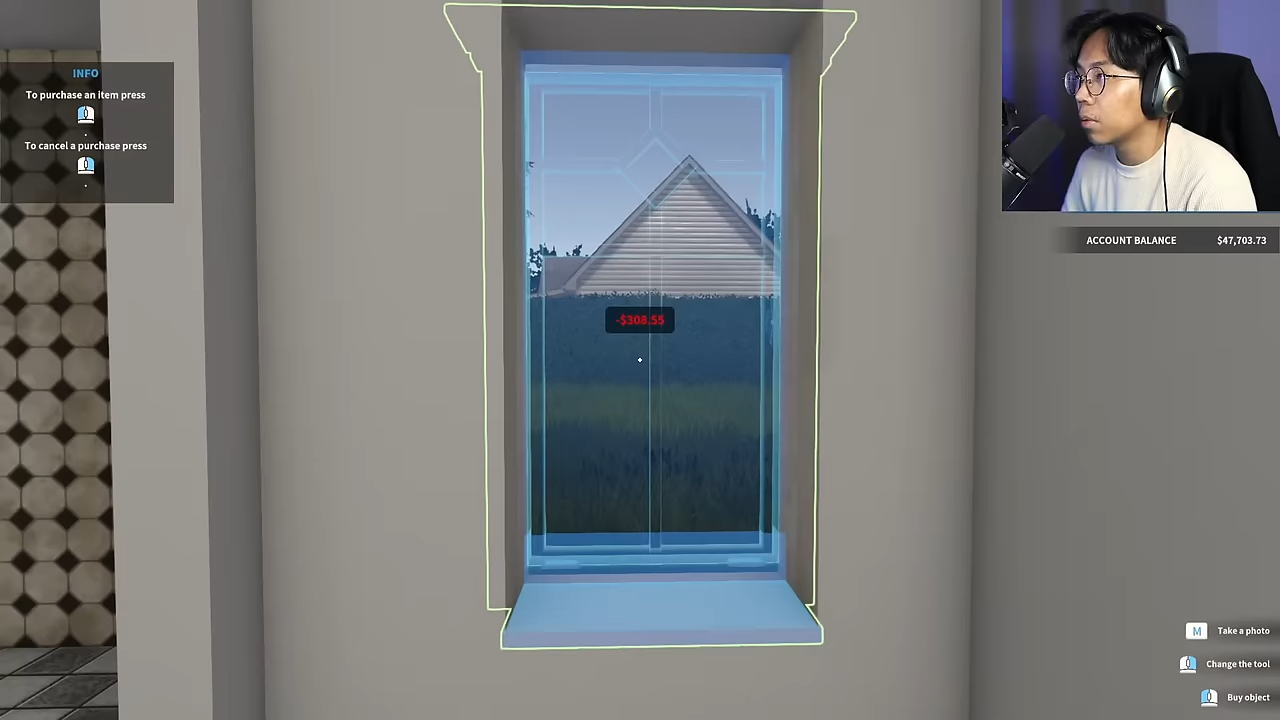 INFO
To purchase an item press
.
To cancel a purchase press
.
ACCOUNT BALANCE $47,703.73
-$308.55
M Take a photo
Change the tool
Buy object